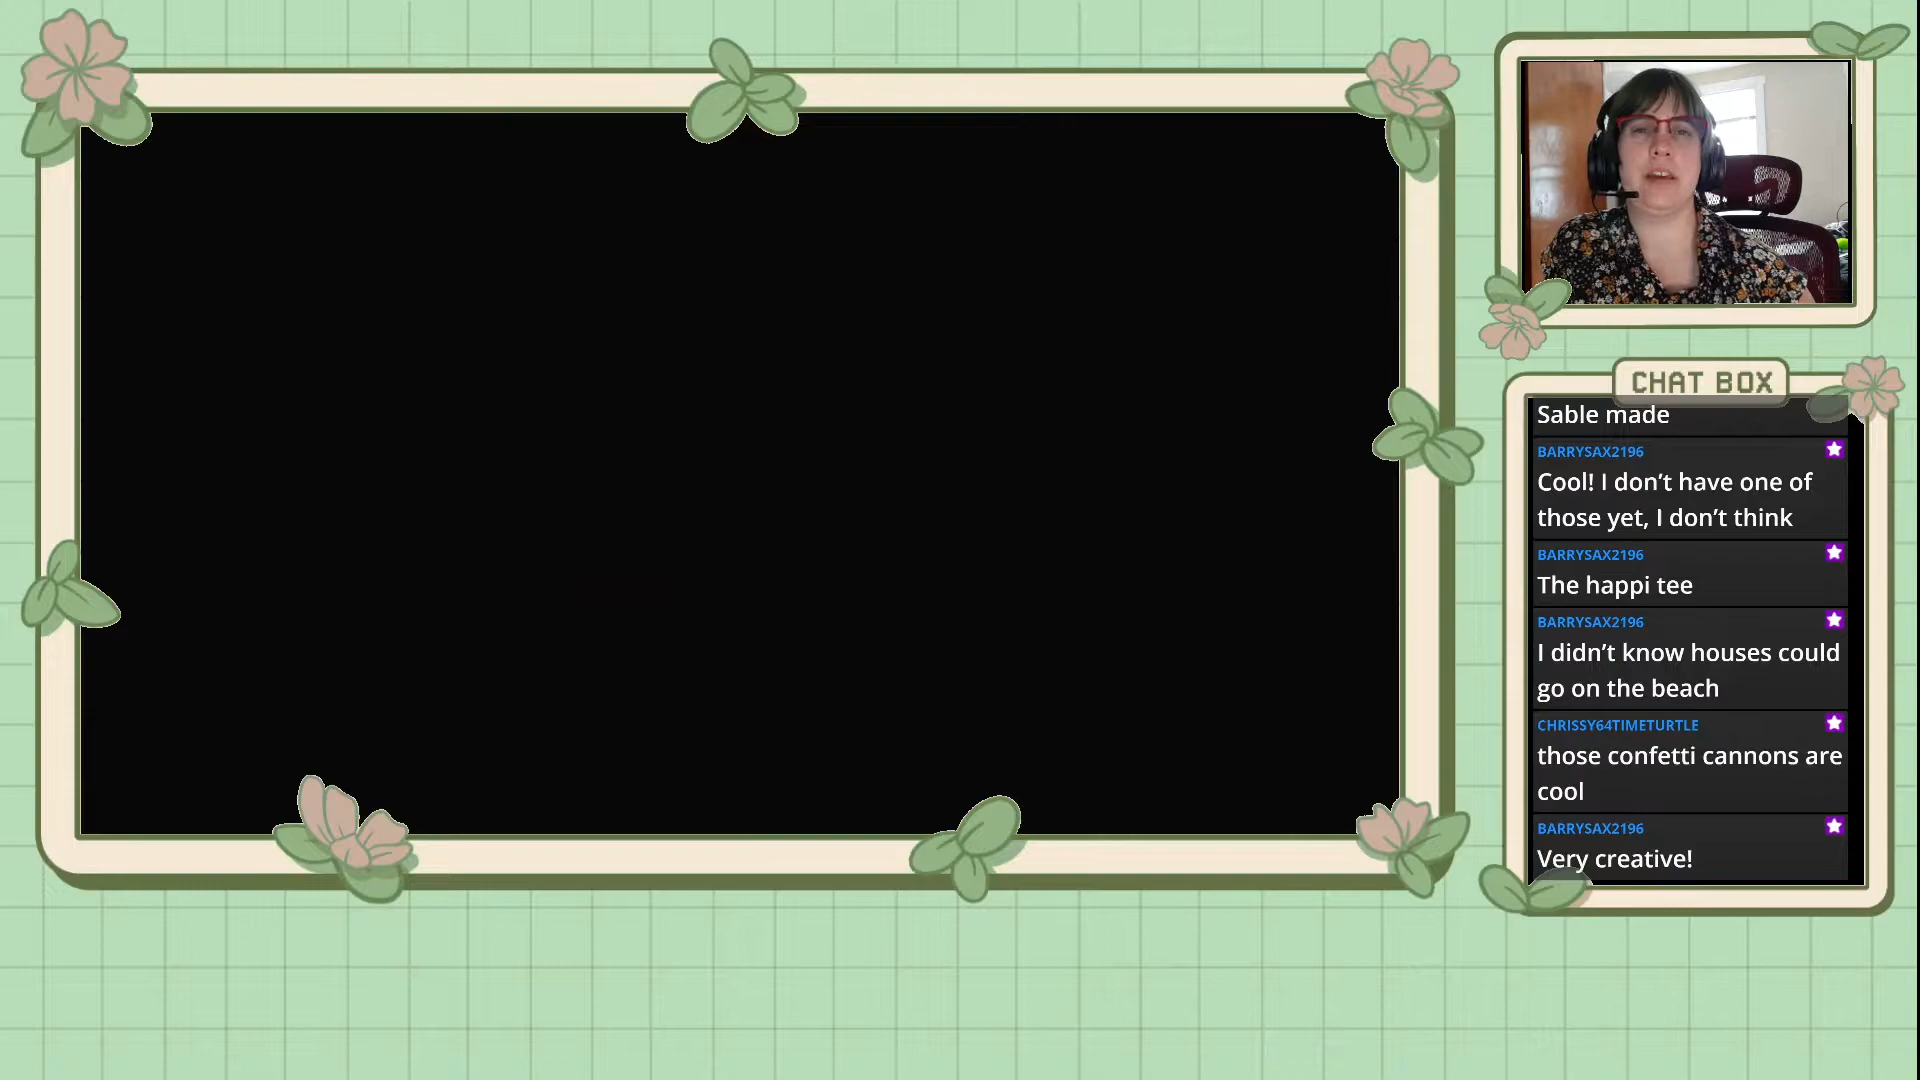 CHAT BOX
Sable made
BARRYSAX2196
Cool! I don't have one of
those yet, I don't think
BARRYSAX2196
The happi tee
BARRYSAX2196
I didn't know houses could
go on the beach
CHRISSY64TIMETURTLE
those confetti cannons are
cool
BARRYSAX2196
Very creative!